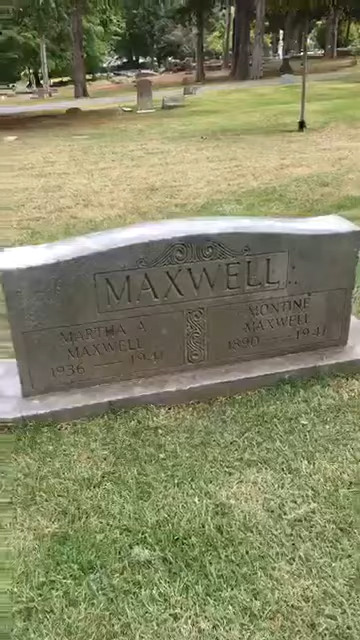 MAXWELL
MARTHA A
MAXWELL
1936 — 1941
MONTINE
MAXWELL
1890 — 1941